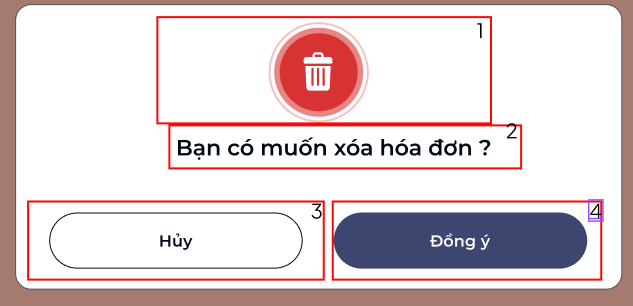 1
Bạn có muốn xóa hóa đơn ?
2
Hủy
3
Đồng ý
4